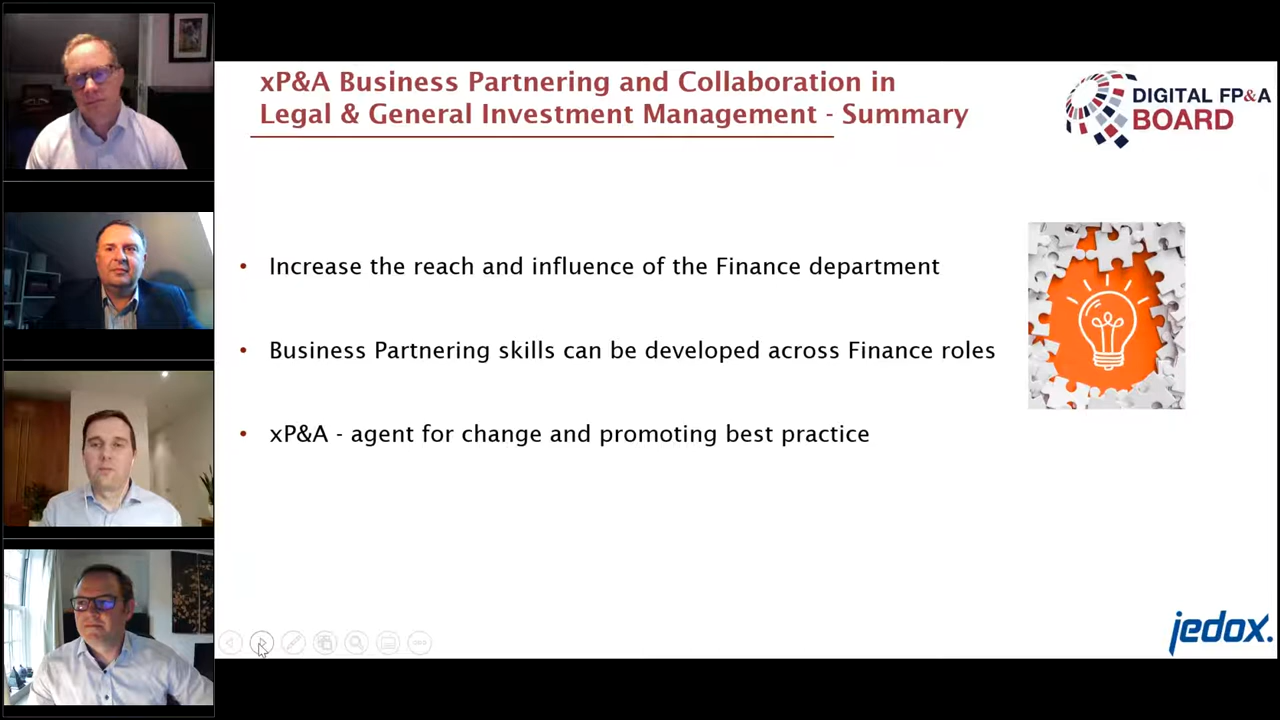 xP&A Business Partnering and Collaboration in
Legal & General Investment Management - Summary
DIGITAL FP&A
BOARD
• Increase the reach and influence of the Finance department
• Business Partnering skills can be developed across Finance roles
• xP&A - agent for change and promoting best practice
jedox.